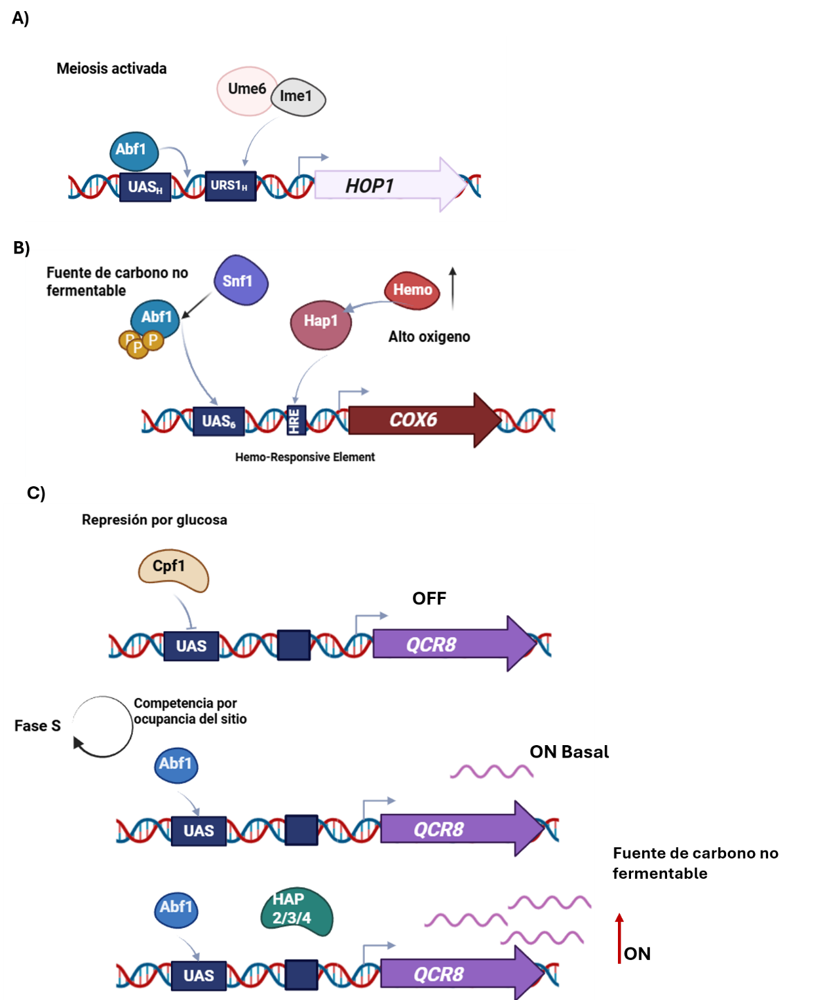 A)
Meiosis activada
Ume6
Ime1
Abf1
UASH
URS1H
HOP1
B)
Fuente de carbono no
fermentable
Snf1
Hemo
Abf1
P
P
P
Hap1
Alto oxigeno
UAS6
HRE
COX6
Hemo-Responsive Element
C)
Represión por glucosa
Cpf1
OFF
UAS
QCR8
Fase S
Competencia por
ocupancia del sitio
Abf1
ON Basal
UAS
QCR8
Fuente de carbono no
fermentable
Abf1
HAP
2/3/4
ON
UAS
QCR8